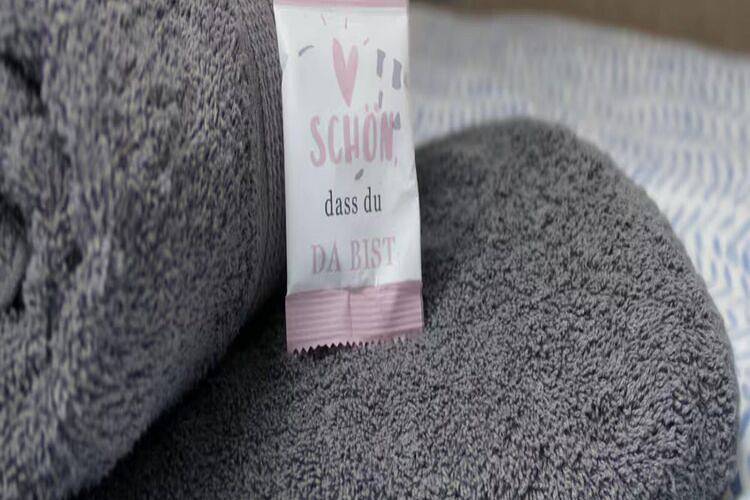 SCHÖN,
dass du
DA BIST